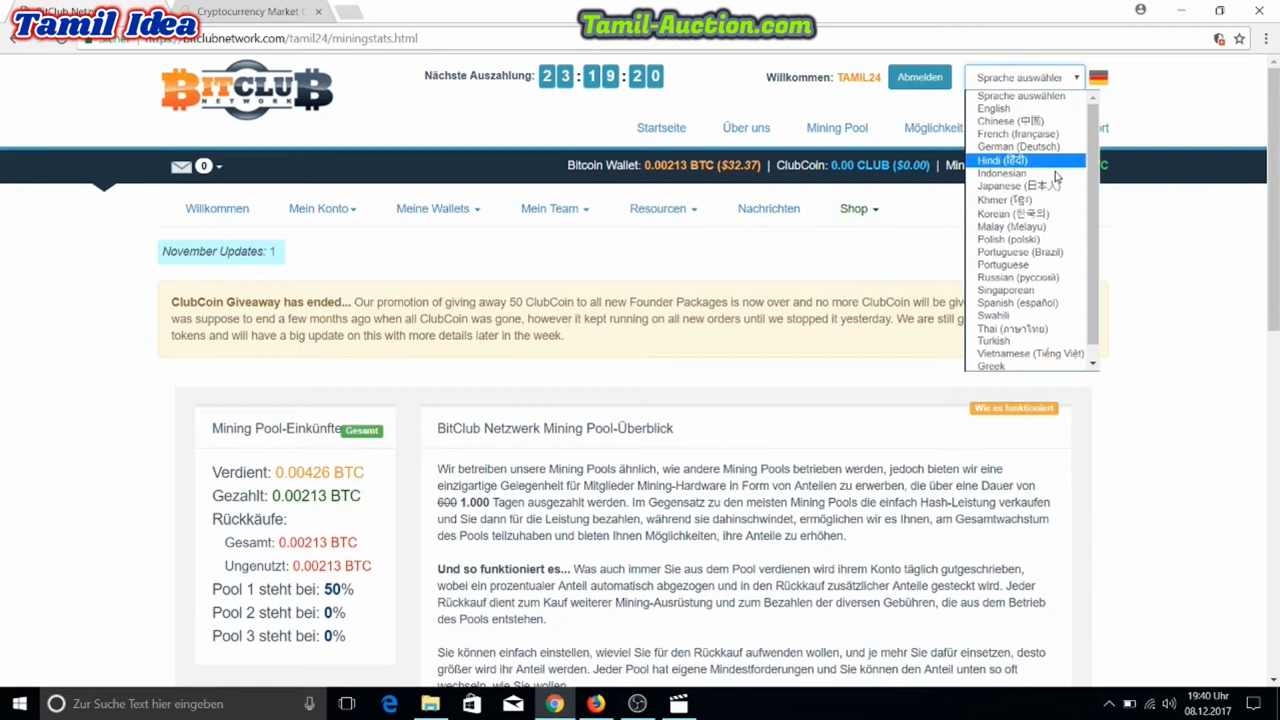 BitClub Netw
Cryptocurrency Market C
Tamil Idea
Tamil-Auction.com
bitclubnetwork.com/tamil24/miningstats.html
BITCLUB
NETWORK
Nächste Auszahlung: 23:19:20
Willkommen: TAMIL24
Abmelden
Sprache auswählen
Startseite
Über uns
Mining Pool
Möglichkeit
ort
0
Bitcoin Wallet: 0.00213 BTC ($32.37) | ClubCoin: 0.00 CLUB ($0.00) | Min
TC
Willkommen
Mein Konto
Meine Wallets
Mein Team
Resourcen
Nachrichten
Shop
Sprache auswählen
English
Chinese (中国)
French (française)
German (Deutsch)
Hindi (हिंदी)
Indonesian
Japanese (日本人)
Khmer (ខ្មែរ)
Korean (한국의)
Malay (Melayu)
Polish (polski)
Portuguese (Brazil)
Portuguese
Russian (русский)
Singaporean
Spanish (español)
Swahili
Thai (ภาษาไทย)
Turkish
Vietnamese (Tiếng Việt)
Greek
November Updates: 1
ClubCoin Giveaway has ended... Our promotion of giving away 50 ClubCoin to all new Founder Packages is now over and no more ClubCoin will be giv
was suppose to end a few months ago when all ClubCoin was gone, however it kept running on all new orders until we stopped it yesterday. We are still g
tokens and will have a big update on this with more details later in the week.
Mining Pool-Einkünfte
Gesamt
Verdient: 0.00426 BTC
Gezahlt: 0.00213 BTC
Rückkäufe:
Gesamt: 0.00213 BTC
Ungenutzt: 0.00213 BTC
Pool 1 steht bei: 50%
Pool 2 steht bei: 0%
Pool 3 steht bei: 0%
Wie es funktioniert
BitClub Netzwerk Mining Pool-Überblick
Wir betreiben unsere Mining Pools ähnlich, wie andere Mining Pools betrieben werden, jedoch bieten wir eine
einzigartige Gelegenheit für Mitglieder Mining-Hardware in Form von Anteilen zu erwerben, die über eine Dauer von
600 1.000 Tagen ausgezahlt werden. Im Gegensatz zu den meisten Mining Pools die einfach Hash-Leistung verkaufen
und Sie dann für die Leistung bezahlen, während sie dahinschwindet, ermöglichen wir es Ihnen, am Gesamtwachstum
des Pools teilzuhaben und bieten Ihnen Möglichkeiten, ihre Anteile zu erhöhen.
Und so funktioniert es... Was auch immer Sie aus dem Pool verdienen wird ihrem Konto täglich gutgeschrieben,
wobei ein prozentualer Anteil automatisch abgezogen und in den Rückkauf zusätzlicher Anteile gesteckt wird. Jeder
Rückkauf dient zum Kauf weiterer Mining-Ausrüstung und zum Bezahlen der diversen Gebühren, die aus dem Betrieb
des Pools entstehen.
Sie können einfach einstellen, wieviel Sie für den Rückkauf aufwenden wollen, und je mehr Sie dafür einsetzen, desto
größer wird ihr Anteil werden. Jeder Pool hat eigene Mindestforderungen und Sie können den Anteil unten so oft
wechseln, wie Sie wollen
Zur Suche Text hier eingeben
19:40 Uhr
08.12.2017